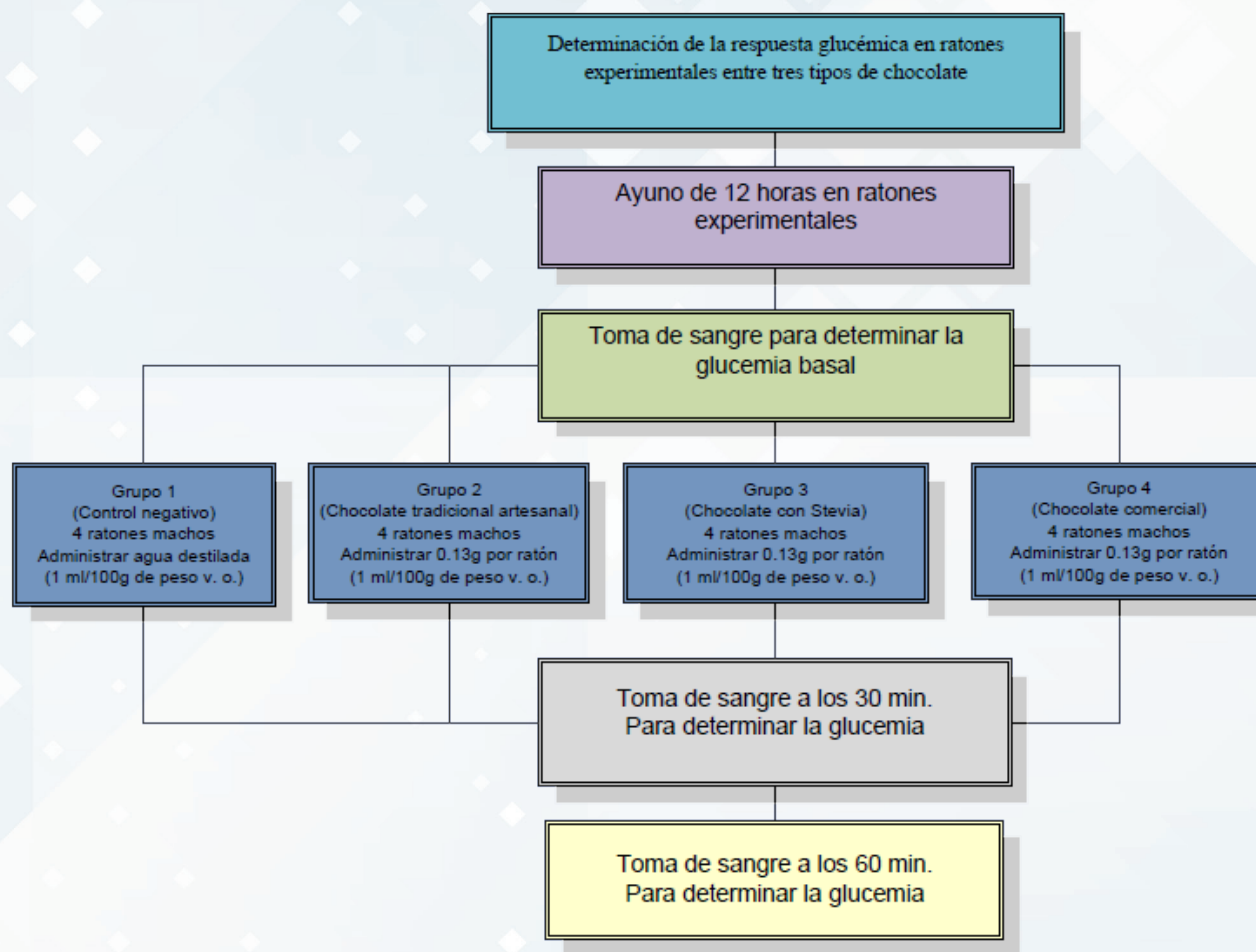 Determinación de la respuesta glucémica en ratones
experimentales entre tres tipos de chocolate
Ayuno de 12 horas en ratones
experimentales
Toma de sangre para determinar la
glucemia basal
Grupo 1
(Control negativo)
4 ratones machos
Administrar agua destilada
(1 ml/100g de peso v. o.)
Grupo 2
(Chocolate tradicional artesanal)
4 ratones machos
Administrar 0.13g por ratón
(1 ml/100g de peso v. o.)
Grupo 3
(Chocolate con Stevia)
4 ratones machos
Administrar 0.13g por ratón
(1 ml/100g de peso v. o.)
Grupo 4
(Chocolate comercial)
4 ratones machos
Administrar 0.13g por ratón
(1 ml/100g de peso v. o.)
Toma de sangre a los 30 min.
Para determinar la glucemia
Toma de sangre a los 60 min.
Para determinar la glucemia